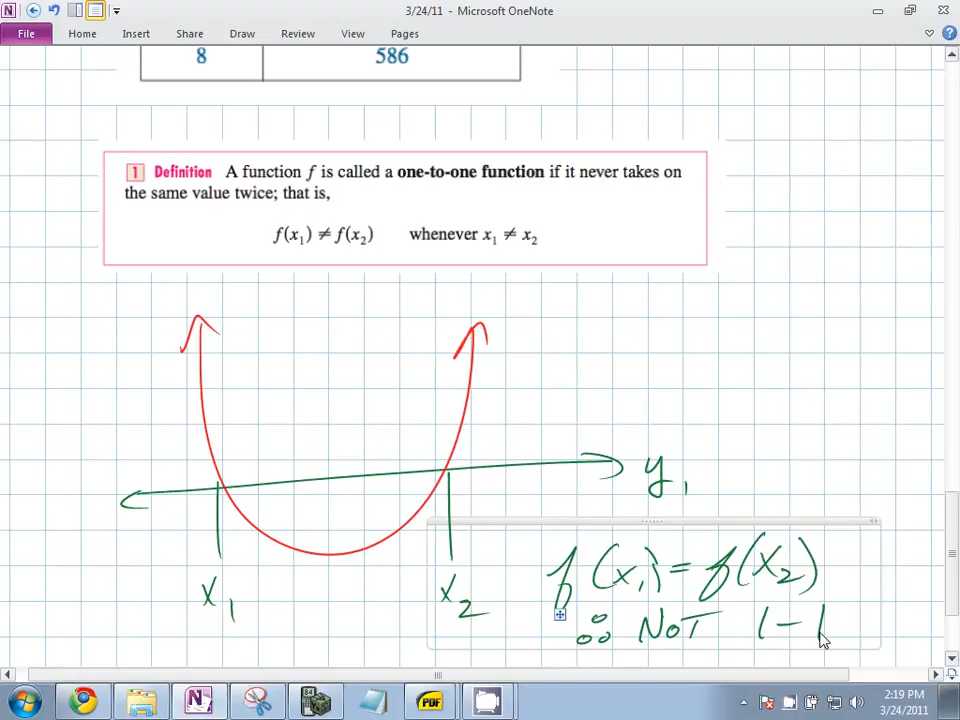 3/24/11 - Microsoft OneNote
File Home Insert Share Draw Review View Pages
8 586
1 Definition A function f is called a one-to-one function if it never takes on
the same value twice; that is,
f(x₁) ≠ f(x₂) whenever x₁ ≠ x₂
y₁
f(x₁) = f(x₂)
x₁ x₂
∴ NOT 1-1
84
PDF
2:19 PM
3/24/2011